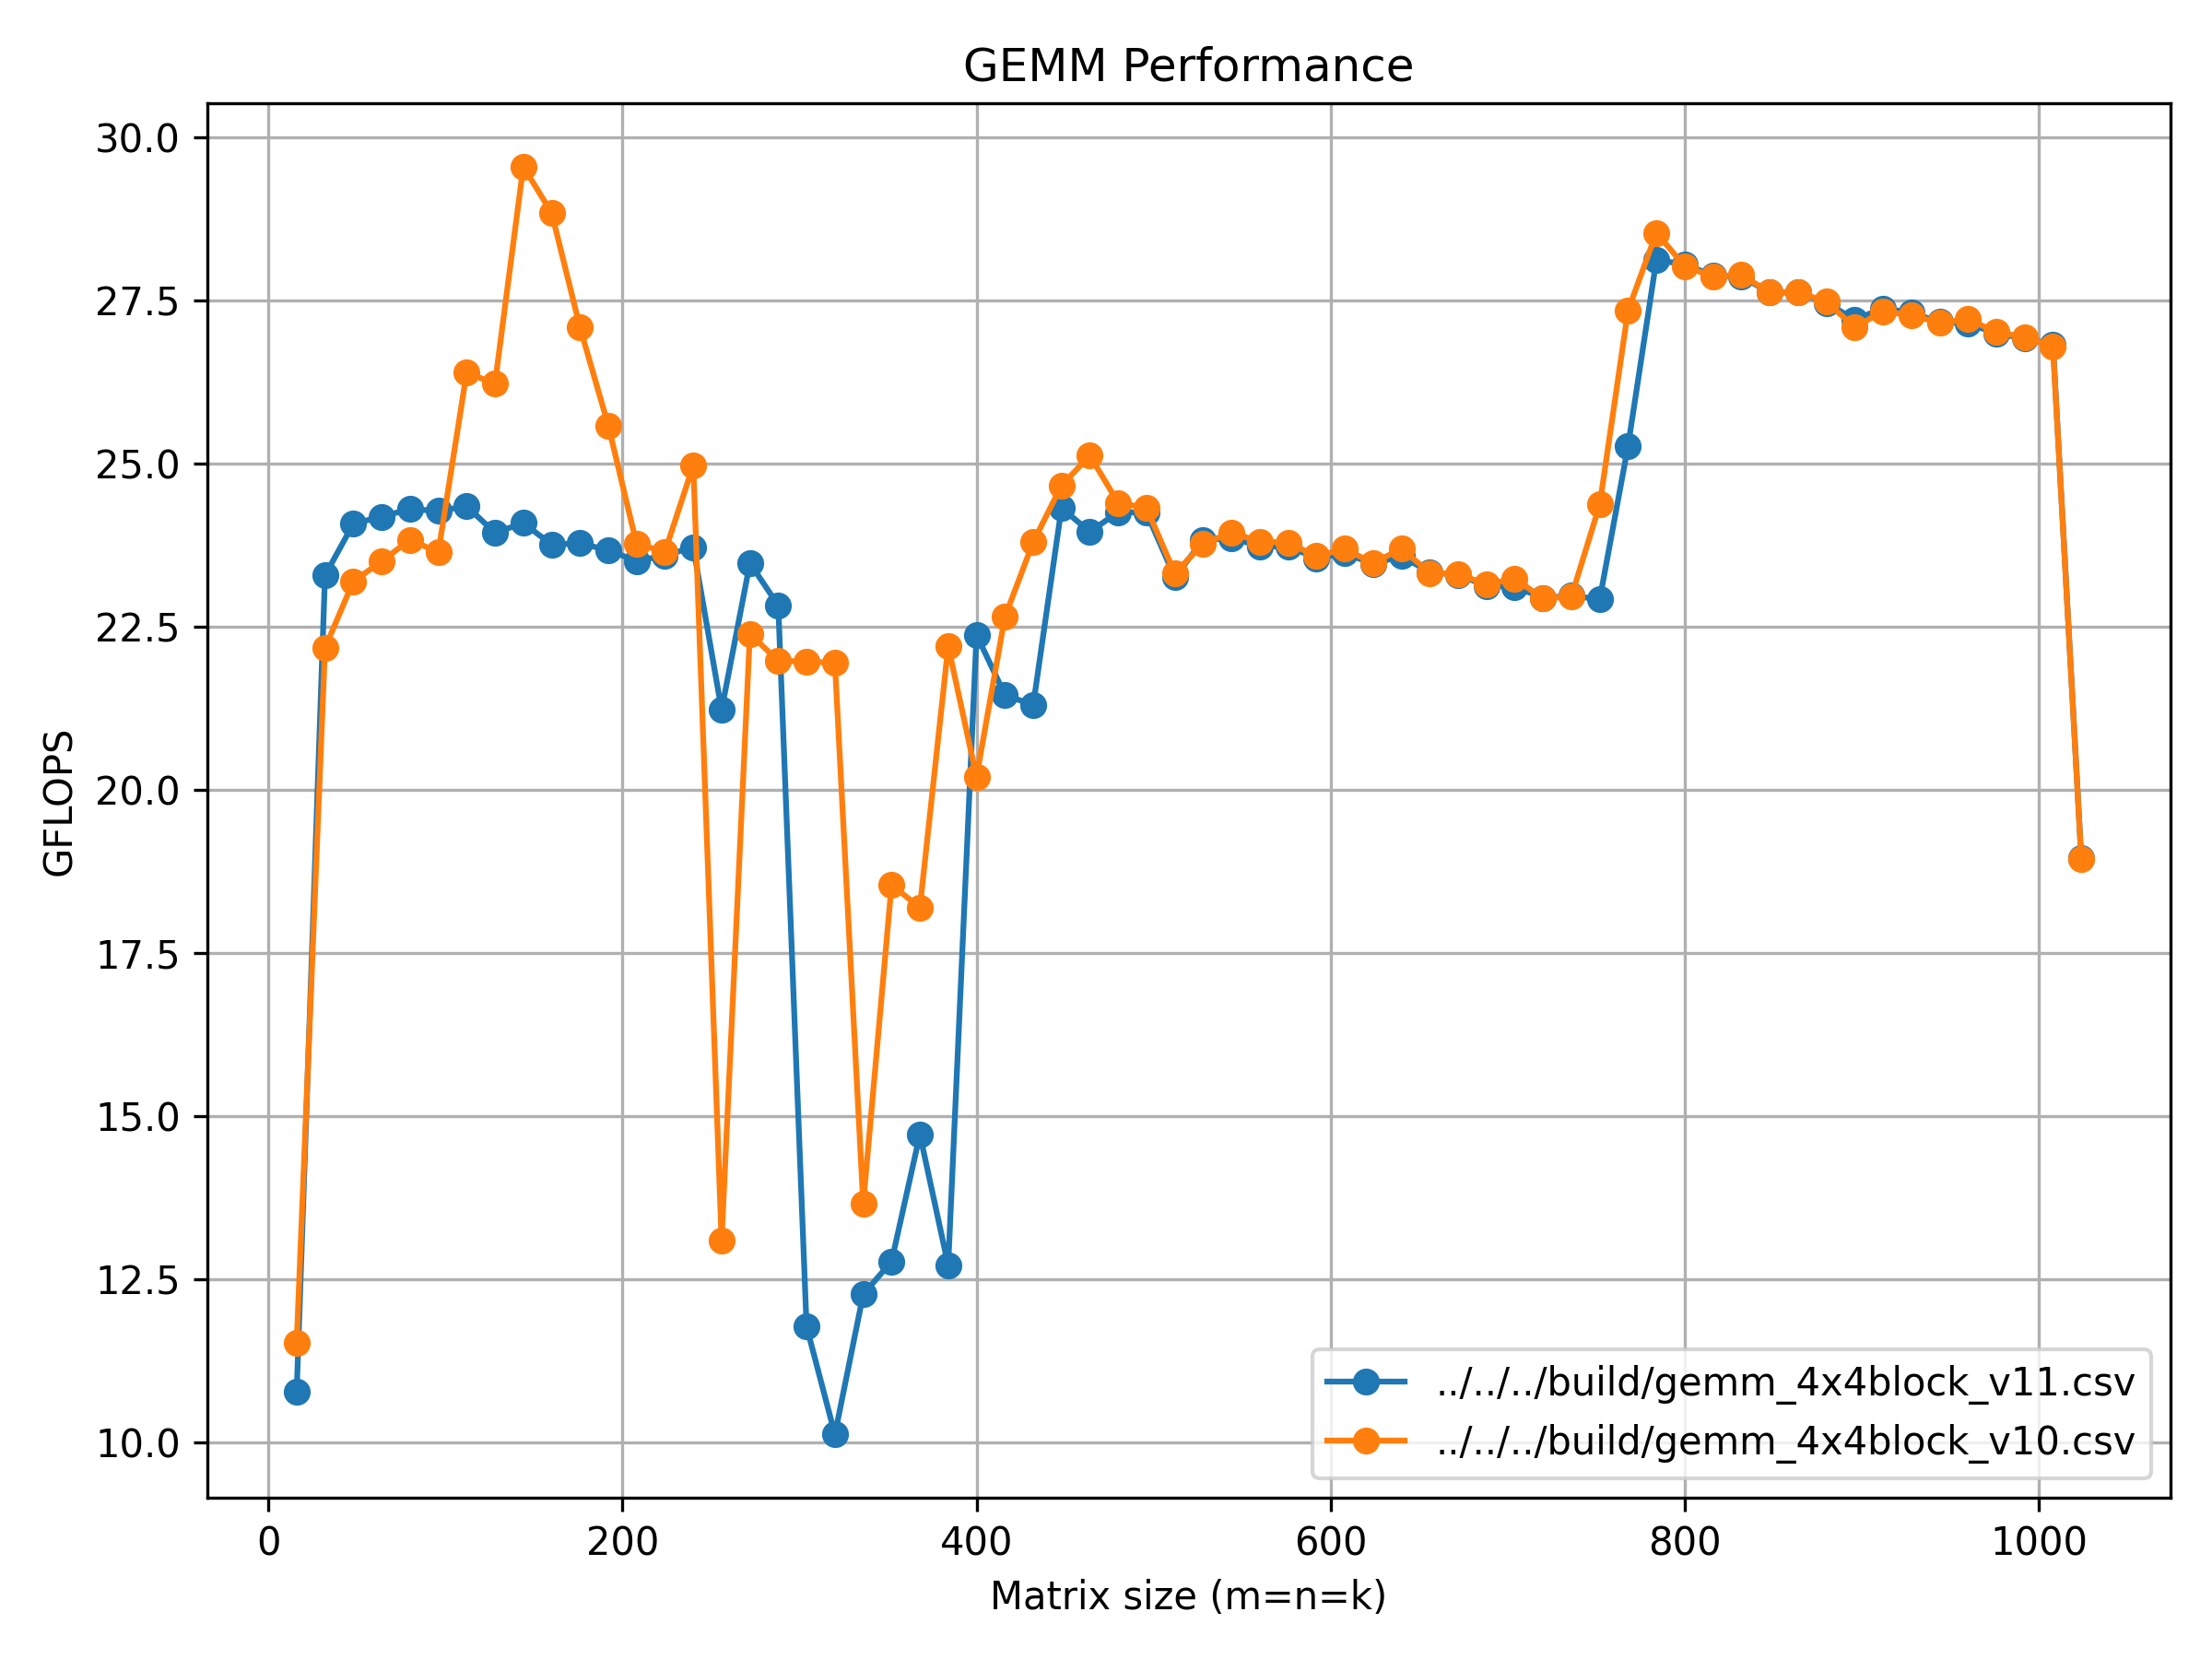 GEMM Performance
30.0
27.5
25.0
22.5
20.0
17.5
15.0
12.5
10.0
GFLOPS
0 200 400 600 800 1000
Matrix size (m=n=k)
../../../build/gemm_4x4block_v11.csv
../../../build/gemm_4x4block_v10.csv